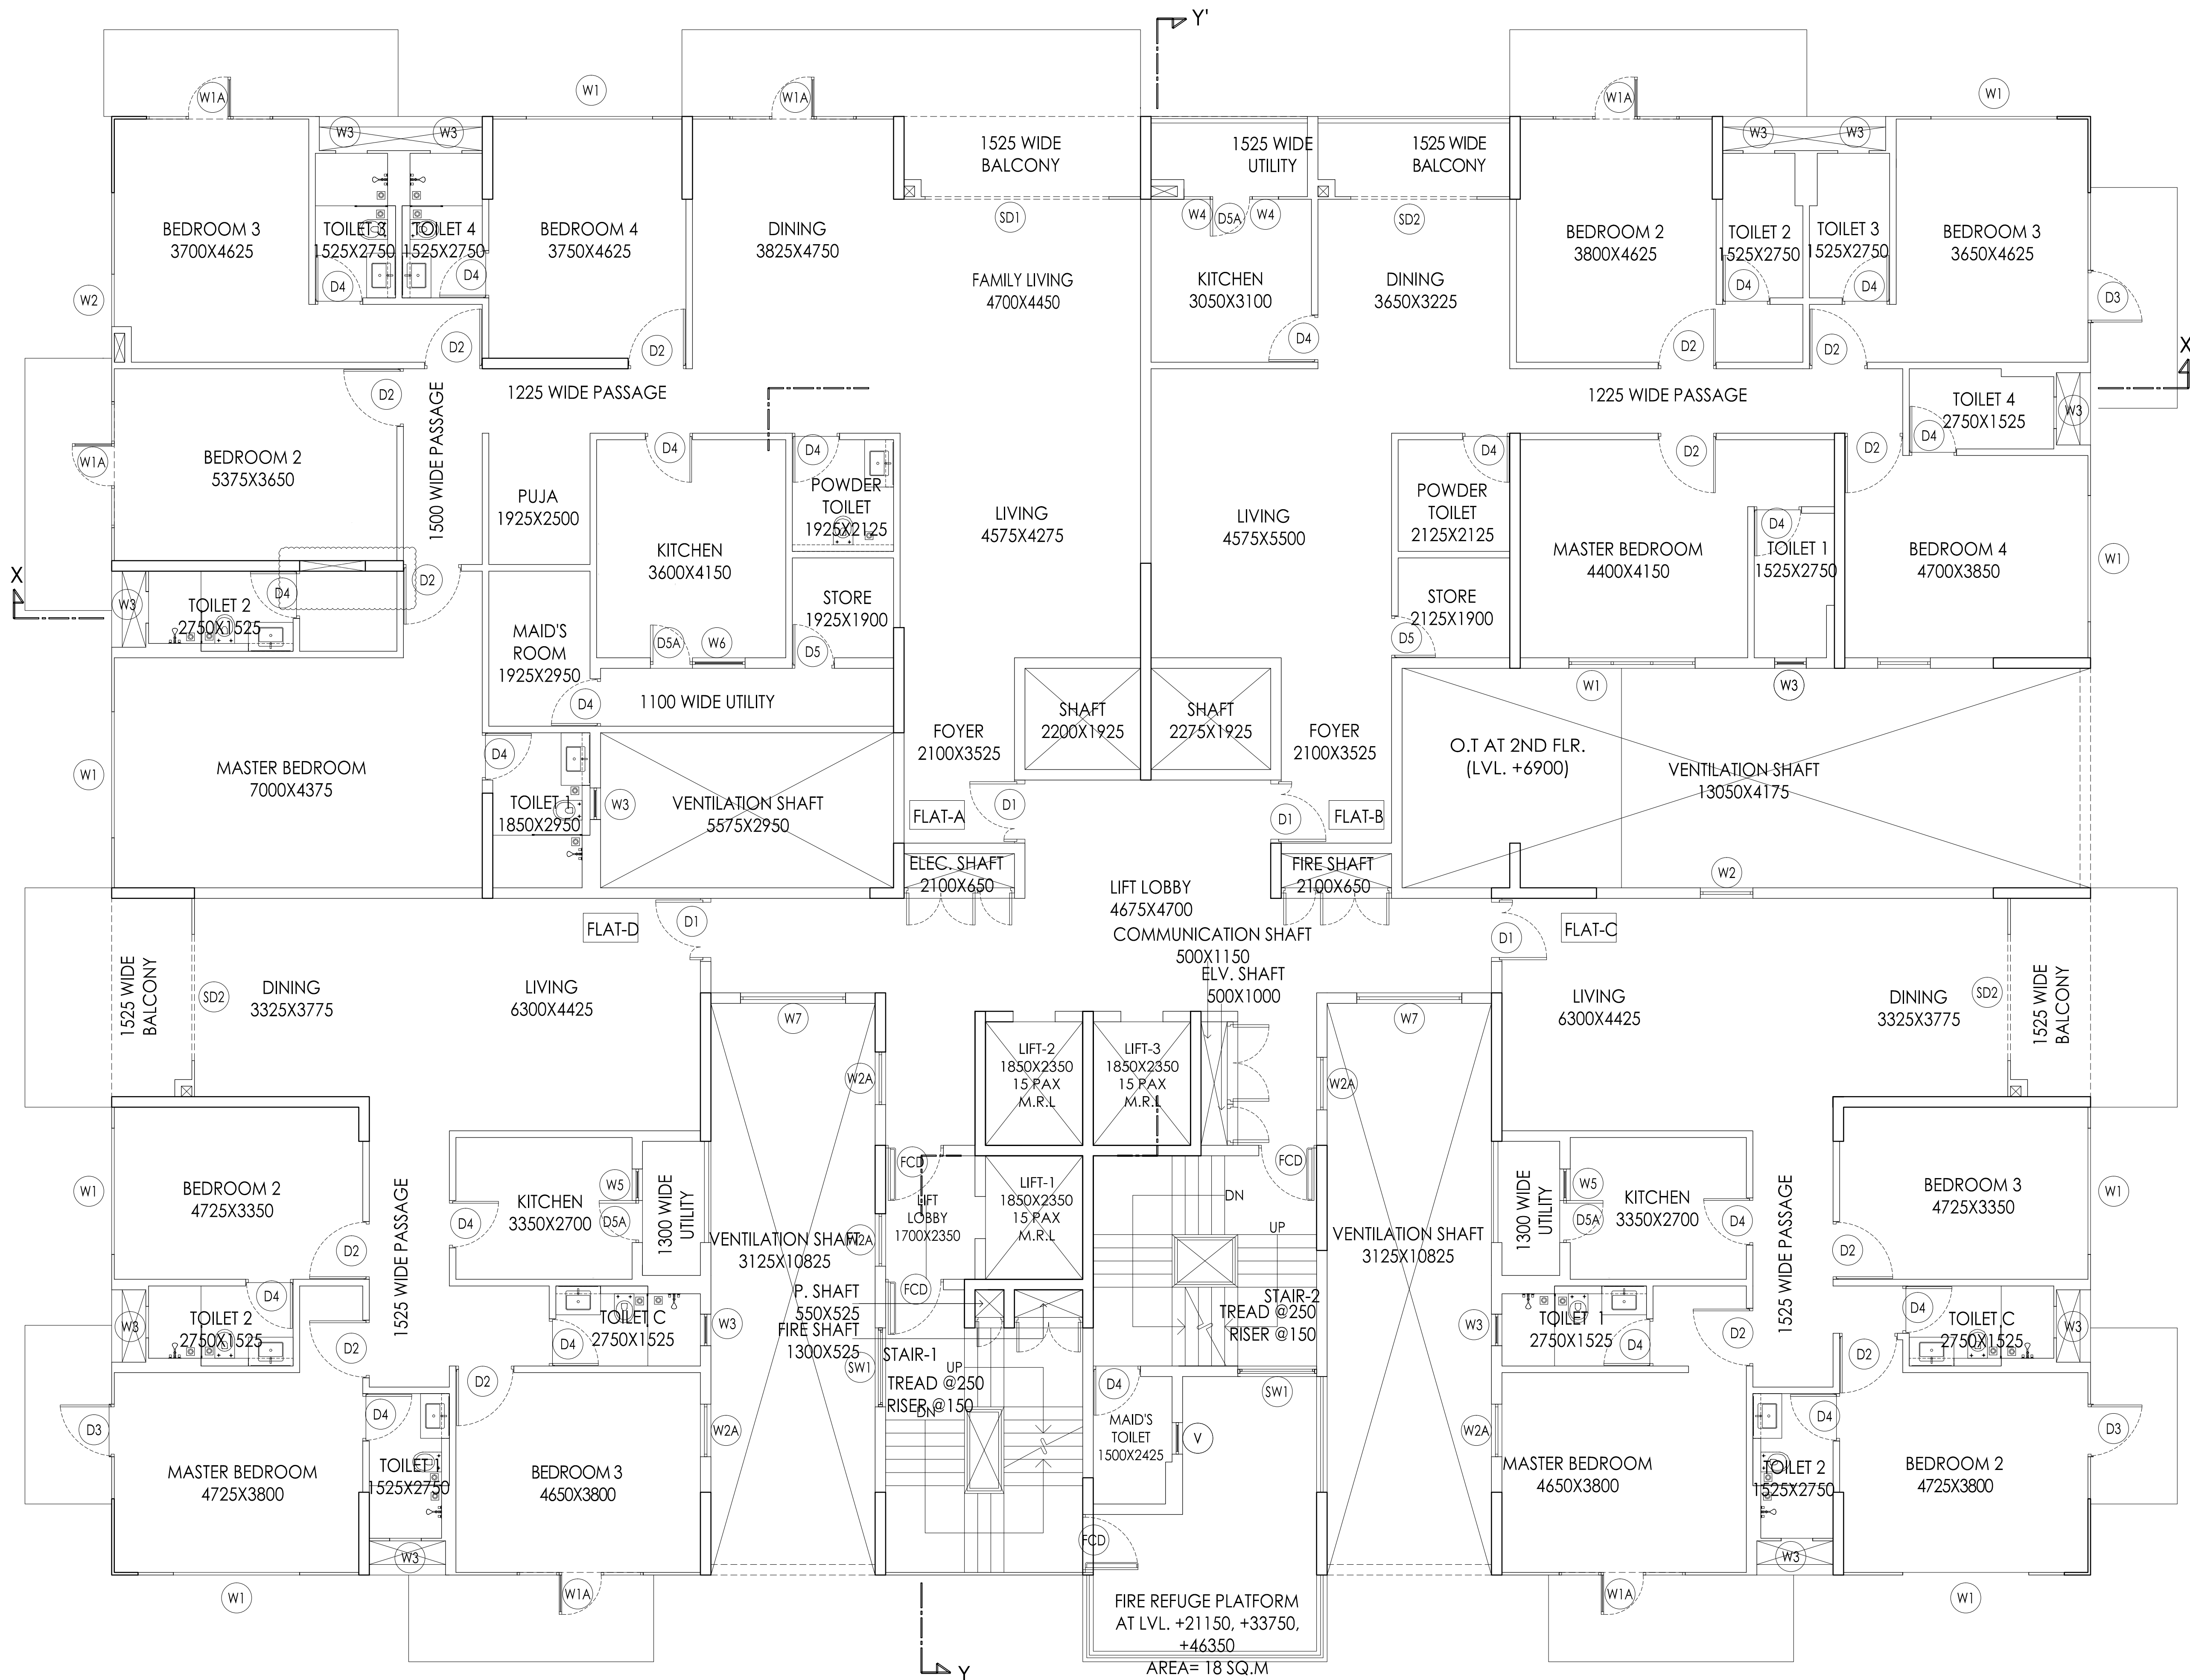 Y'
W1A
W1
W1A
W1A
W1
W3
W3
1525 WIDE
BALCONY
1525 WIDE
UTILITY
1525 WIDE
BALCONY
W3
W3
BEDROOM 3
3700X4625
TOILET 3
1525X2750
TOILET 4
1525X2750
BEDROOM 4
3750X4625
DINING
3825X4750
SD1
W4
D5A
W4
SD2
BEDROOM 2
3800X4625
TOILET 2
1525X2750
TOILET 3
1525X2750
BEDROOM 3
3650X4625
D4
D4
FAMILY LIVING
4700X4450
KITCHEN
3050X3100
DINING
3650X3225
D4
D4
W2
D3
D2
D2
D4
D2
D2
X
D2
1500 WIDE PASSAGE
1225 WIDE PASSAGE
1225 WIDE PASSAGE
TOILET 4
2750X1525
W3
D4
W1A
BEDROOM 2
5375X3650
D4
D4
D4
D2
D2
PUJA
1925X2500
POWDER
TOILET
1925X2125
LIVING
4575X4275
LIVING
4575X5500
POWDER
TOILET
2125X2125
D4
KITCHEN
3600X4150
MASTER BEDROOM
4400X4150
TOILET 1
1525X2750
BEDROOM 4
4700X3850
W1
X
D2
D4
W3
TOILET 2
2750X1525
STORE
1925X1900
STORE
2125X1900
MAID'S
ROOM
1925X2950
D5A
W6
D5
D5
1100 WIDE UTILITY
D4
W1
W3
SHAFT
2200X1925
SHAFT
2275X1925
FOYER
2100X3525
FOYER
2100X3525
O.T AT 2ND FLR.
(LVL. +6900)
VENTILATION SHAFT
13050X4175
D4
W1
MASTER BEDROOM
7000X4375
TOILET 1
1850X2950
W3
VENTILATION SHAFT
5575X2950
D1
FLAT-A
D1
FLAT-B
ELEC. SHAFT
2100X650
FIRE SHAFT
2100X650
W2
LIFT LOBBY
4675X4700
FLAT-D
D1
D1
FLAT-C
COMMUNICATION SHAFT
500X1150
ELV. SHAFT
500X1000
1525 WIDE
BALCONY
SD2
DINING
3325X3775
LIVING
6300X4425
W7
W7
LIVING
6300X4425
DINING
3325X3775
SD2
1525 WIDE
BALCONY
LIFT-2
1850X2350
15 PAX
M.R.L
LIFT-3
1850X2350
15 PAX
M.R.L
W2A
W2A
FCD
FCD
W1
BEDROOM 2
4725X3350
1525 WIDE PASSAGE
KITCHEN
3350X2700
D4
W5
D5A
1300 WIDE
UTILITY
LIFT
LOBBY
1700X2350
LIFT-1
1850X2350
15 PAX
M.R.L
DN
UP
1300 WIDE
UTILITY
W5
D5A
KITCHEN
3350X2700
D4
1525 WIDE PASSAGE
BEDROOM 3
4725X3350
W1
D2
VENTILATION SHAFT
3125X10825
W2A
VENTILATION SHAFT
3125X10825
D2
D4
FCD
P. SHAFT
550X525
STAIR-2
TREAD @250
RISER @150
D4
W3
TOILET 2
2750X1525
D2
TOILET C
2750X1525
D4
W3
FIRE SHAFT
1300X525
W3
TOILET 1
2750X1525
D4
D2
TOILET C
2750X1525
W3
D2
STAIR-1
TREAD @250
RISER @150
UP
SW1
DN
D4
SW1
D2
D4
D4
D3
W2A
MAID'S
TOILET
1500X2425
V
W2A
D3
MASTER BEDROOM
4725X3800
TOILET 1
1525X2750
BEDROOM 3
4650X3800
MASTER BEDROOM
4650X3800
TOILET 2
1525X2750
BEDROOM 2
4725X3800
W3
FCD
W3
W1
W1A
W1A
W1
FIRE REFUGE PLATFORM
AT LVL. +21150, +33750,
+46350
AREA= 18 SQ.M
Y